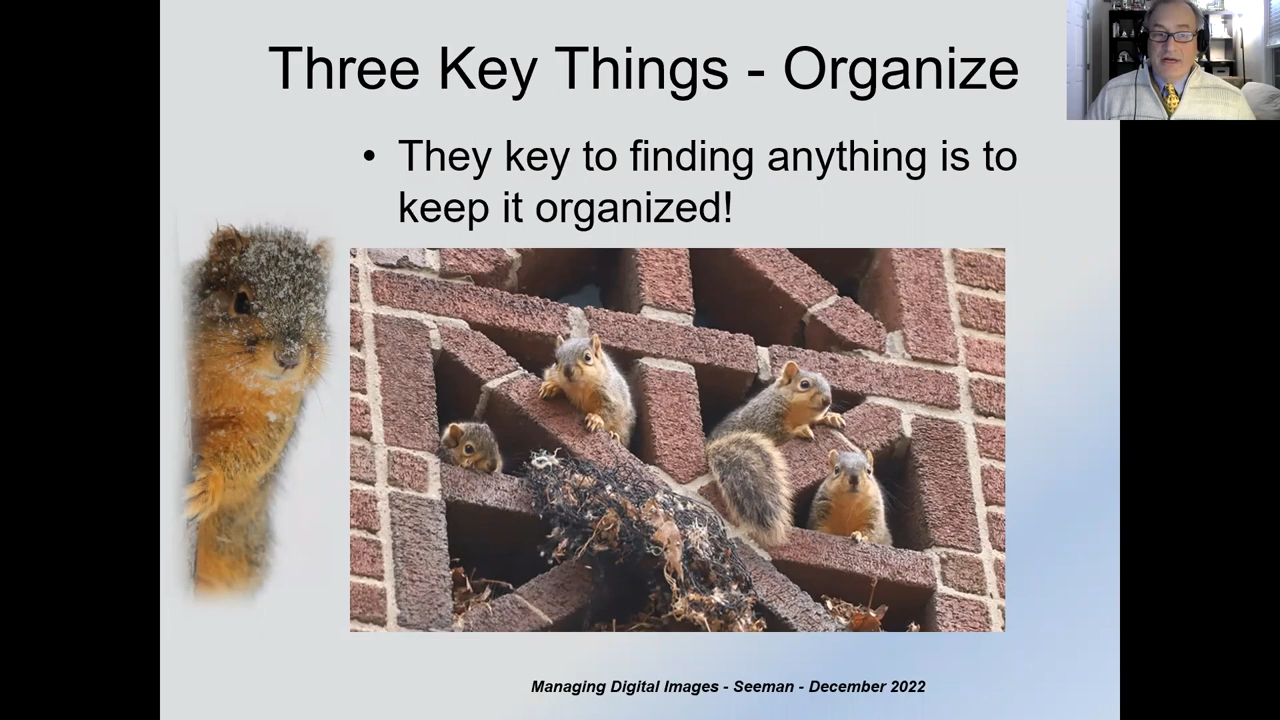 Three Key Things - Organize
• They key to finding anything is to
keep it organized!
Managing Digital Images - Seeman - December 2022